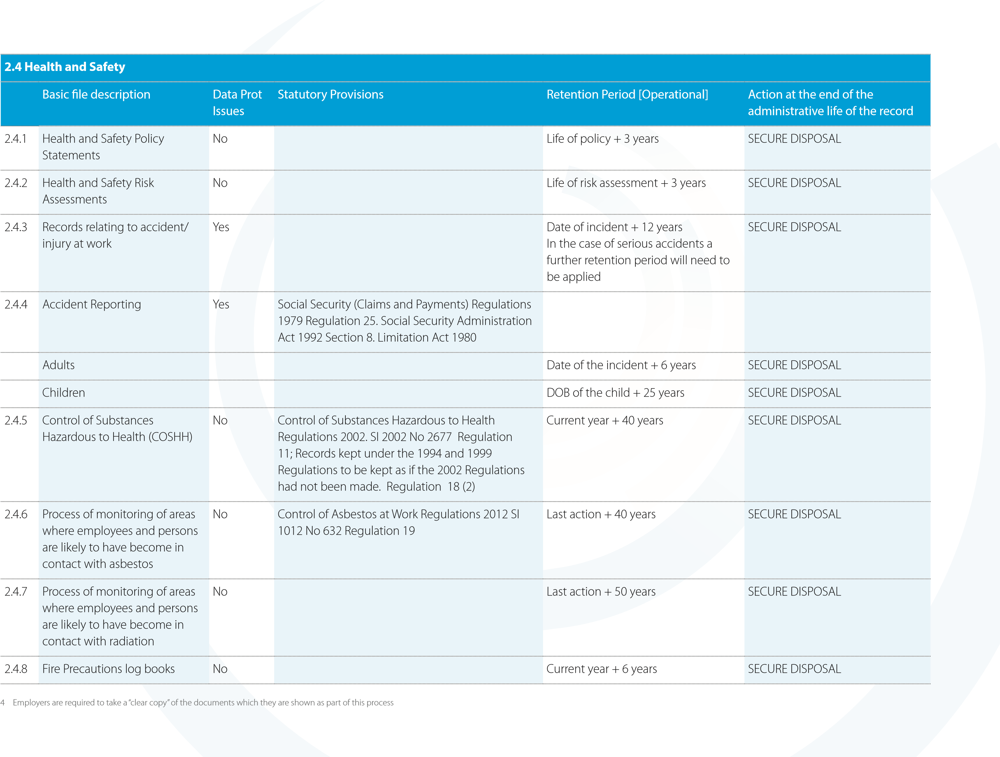 2.4 Health and Safety
Basic file description
Data Prot
Issues
Statutory Provisions
Retention Period [Operational]
Action at the end of the
administrative life of the record
2.4.1
Health and Safety Policy
Statements
No
Life of policy + 3 years
SECURE DISPOSAL
2.4.2
Health and Safety Risk
Assessments
No
Life of risk assessment + 3 years
SECURE DISPOSAL
2.4.3
Records relating to accident/
injury at work
Yes
Date of incident + 12 years
In the case of serious accidents a
further retention period will need to
be applied
SECURE DISPOSAL
2.4.4
Accident Reporting
Yes
Social Security (Claims and Payments) Regulations
1979 Regulation 25. Social Security Administration
Act 1992 Section 8. Limitation Act 1980
Adults
Date of the incident + 6 years
SECURE DISPOSAL
Children
DOB of the child + 25 years
SECURE DISPOSAL
2.4.5
Control of Substances
Hazardous to Health (COSHH)
No
Control of Substances Hazardous to Health
Regulations 2002. SI 2002 No 2677  Regulation
11; Records kept under the 1994 and 1999
Regulations to be kept as if the 2002 Regulations
had not been made.  Regulation  18 (2)
Current year + 40 years
SECURE DISPOSAL
2.4.6
Process of monitoring of areas
where employees and persons
are likely to have become in
contact with asbestos
No
Control of Asbestos at Work Regulations 2012 SI
1012 No 632 Regulation 19
Last action + 40 years
SECURE DISPOSAL
2.4.7
Process of monitoring of areas
where employees and persons
are likely to have become in
contact with radiation
No
Last action + 50 years
SECURE DISPOSAL
2.4.8
Fire Precautions log books
No
Current year + 6 years
SECURE DISPOSAL
4 Employers are required to take a “clear copy” of the documents which they are shown as part of this process